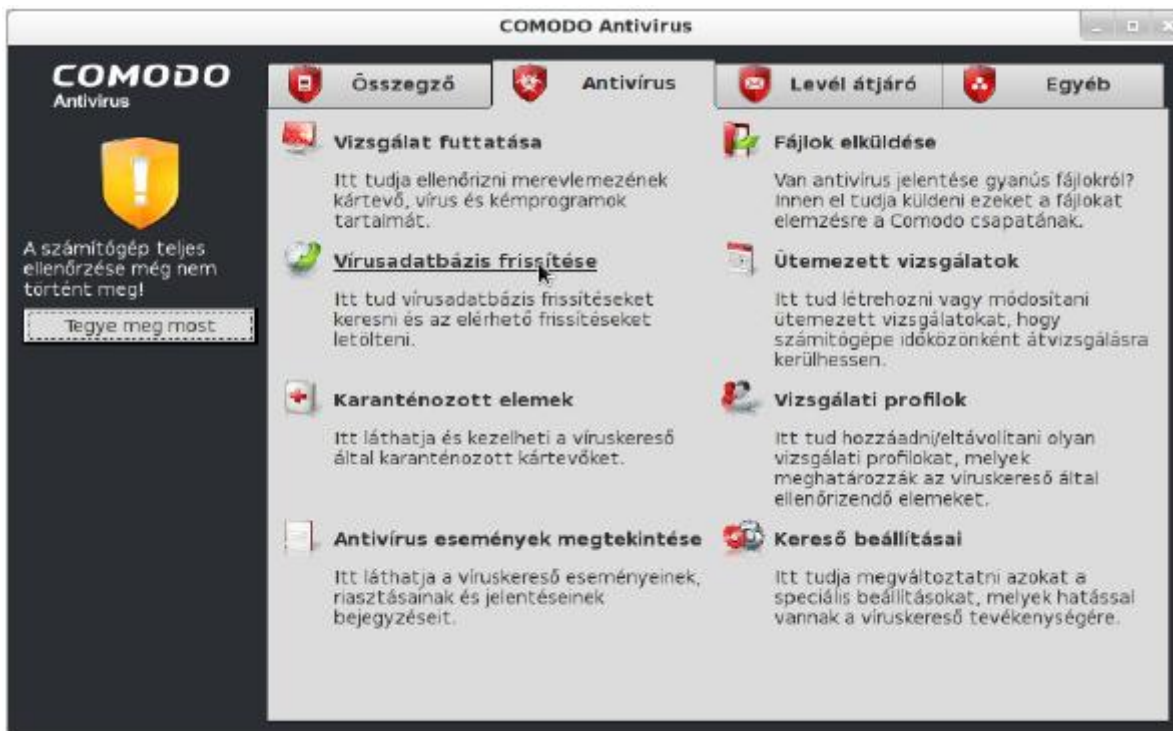 COMODO Antivirus
COMODO
Antivirus
A számítógép teljes
ellenőrzése még nem
történt meg!
Tegye meg most
Összegző
Antivírus
Levél átjáró
Egyéb
Vizsgálat futtatása
Itt tudja ellenőrizni merevlemezének
kártevő, vírus és kémprogramok
tartalmát.
Vírusadatbázis frissítése
Itt tud vírusadatbázis frissítéseket
keresni és az elérhető frissítéseket
letölteni.
Karanténozott elemek
Itt láthatja és kezelheti a víruskereső
által karanténozott kártevőket.
Antivírus események megtekintése
Itt láthatja a víruskereső eseményeinek,
riasztásainak és jelentéseinek
bejegyzéseit.
Fájlok elküldése
Van antivírus jelentése gyanús fájlokról?
Innen el tudja küldeni ezeket a fájlokat
elemzésre a Comodo csapatának.
Ütemezett vizsgálatok
Itt tud létrehozni vagy módosítani
ütemezett vizsgálatokat, hogy
számítógépe időközönként átvizsgálásra
kerülhessen.
Vizsgálati profilok
Itt tud hozzáadni/eltávolítani olyan
vizsgálati profilokat, melyek
meghatározzák az víruskereső által
ellenőrizendő elemeket.
Kereső beállításai
Itt tudja megváltoztatni azokat a
speciális beállításokat, melyek hatással
vannak a víruskereső tevékenységére.